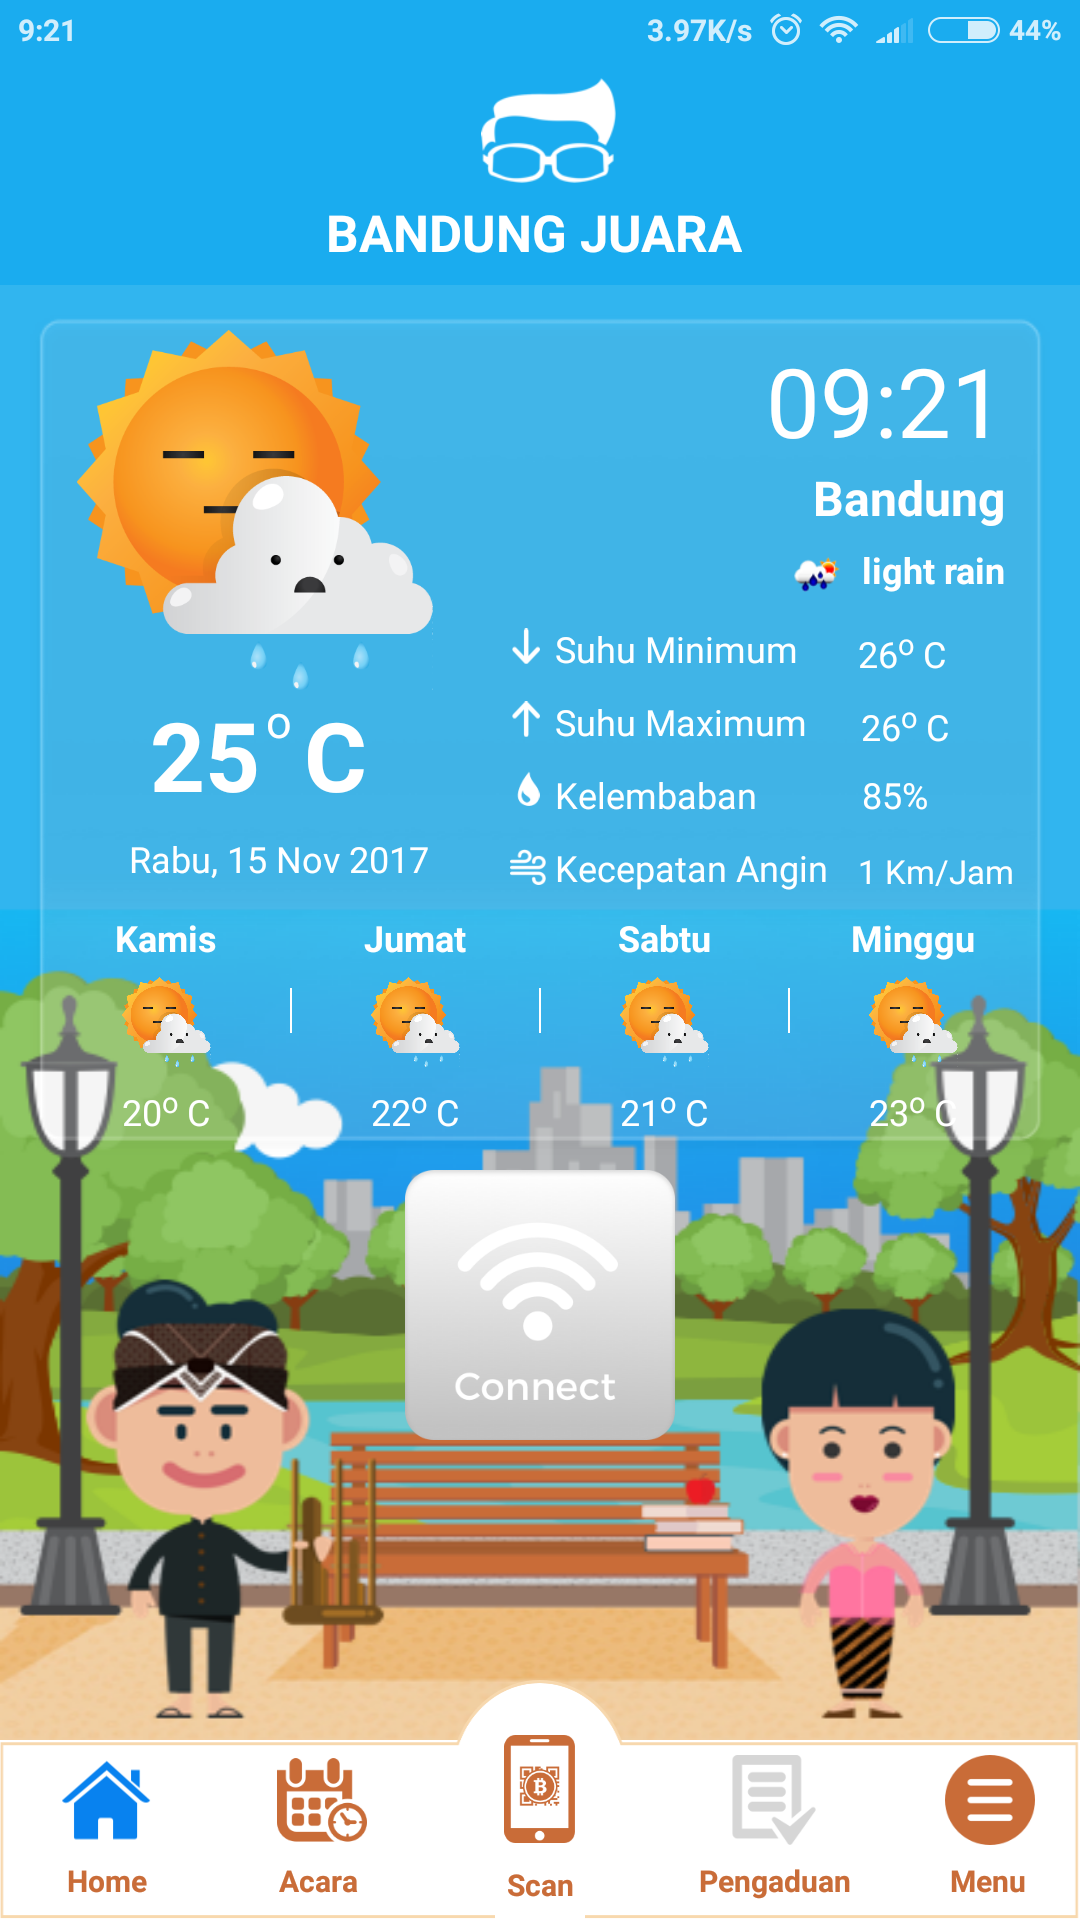 9:21 3.97K/s 44%
BANDUNG JUARA
09:21
Bandung
light rain
Suhu Minimum 26° C
Suhu Maximum 26° C
Kelembaban 85%
Kecepatan Angin 1 Km/Jam
25° C
Rabu, 15 Nov 2017
Kamis Jumat Sabtu Minggu
20° C 22° C 21° C 23° C
Connect
Home Acara Scan Pengaduan Menu